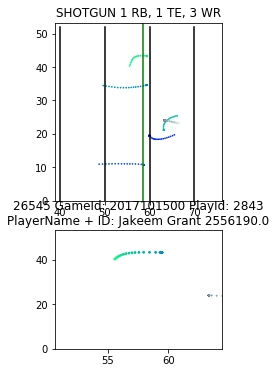 SHOTGUN 1 RB, 1 TE, 3 WR
50
40
30
20
10
0
40 50 60 70
26545 GameId: 2017101500 PlayId: 2843
PlayerName + ID: Jakeem Grant 2556190.0
40
20
0
55 60